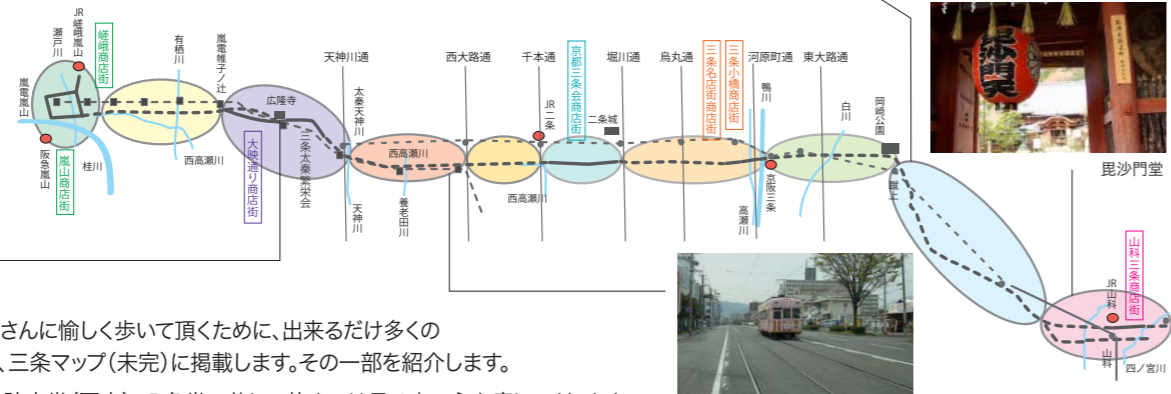 嵐電嵐山
瀬戸川
JR嵯峨嵐山
嵯峨商店街
有栖川
嵐電帷子ノ辻
天神川通
西大路通
千本通
京都三条会商店街
堀川通
烏丸通
三条名店街商店街
三条小橋商店街
河原町通
東大路通
鴨川
白川
岡崎公園
太秦天神川
JR二条
二条城
広隆寺
阪急嵐山
嵐山商店街
桂川
西高瀬川
大映通り商店街
三条太秦繁栄会
西高瀬川
天神川
養老田川
西高瀬川
高瀬川
京阪三条
蹴上
毘沙門天
毘沙門堂
山科三条商店街
JR山科
山科
四ノ宮川
さんに愉しく歩いて頂くために、出来るだけ多くの
、三条マップ(未完)に掲載します。その一部を紹介します。